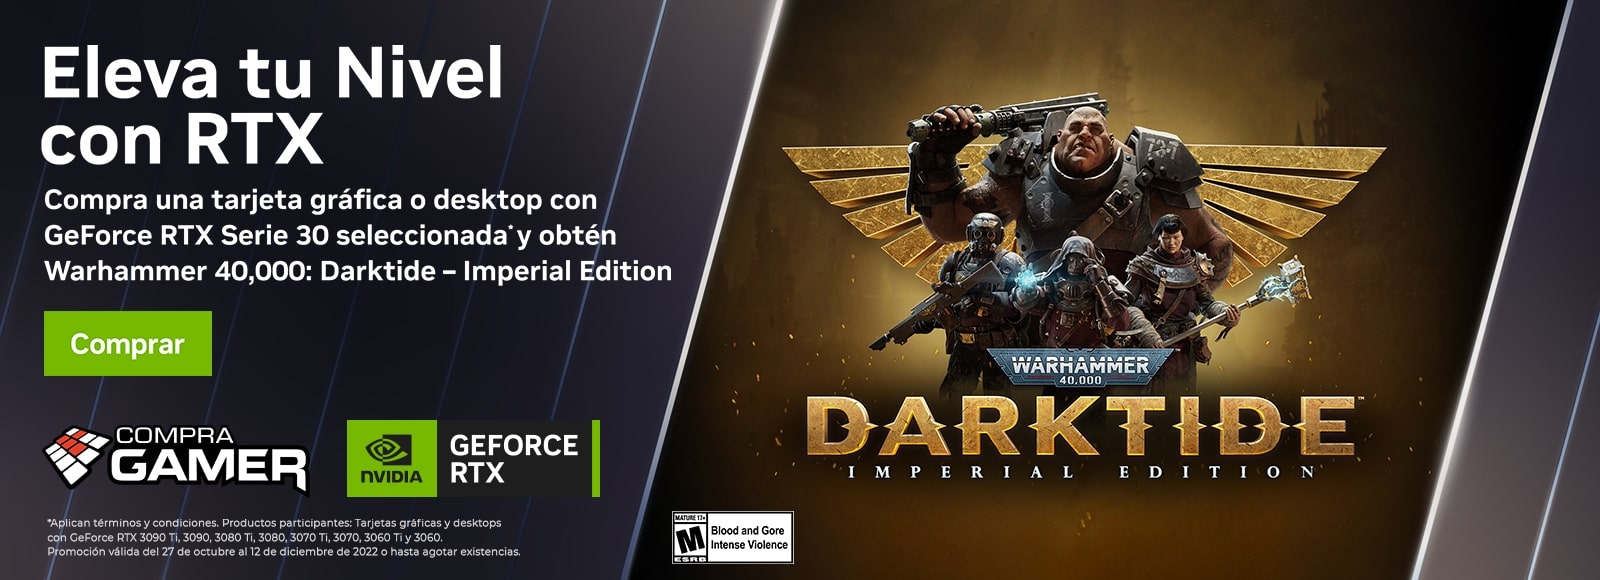 Eleva tu Nivel
con RTX
Compra una tarjeta gráfica o desktop con
GeForce RTX Serie 30 seleccionada* y obtén
Warhammer 40,000: Darktide – Imperial Edition
Comprar
COMPRA
GAMER
NVIDIA
GEFORCE
RTX
*Aplican términos y condiciones. Productos participantes: Tarjetas gráficas y desktops
con GeForce RTX 3090 Ti, 3090, 3080 Ti, 3080, 3070 Ti, 3070, 3060 Ti y 3060.
Promoción válida del 27 de octubre al 12 de diciembre de 2022 o hasta agotar existencias.
WARHAMMER
40,000
DARKTIDE™
IMPERIAL EDITION
MATURE 17+
M
ESRB
Blood and Gore
Intense Violence